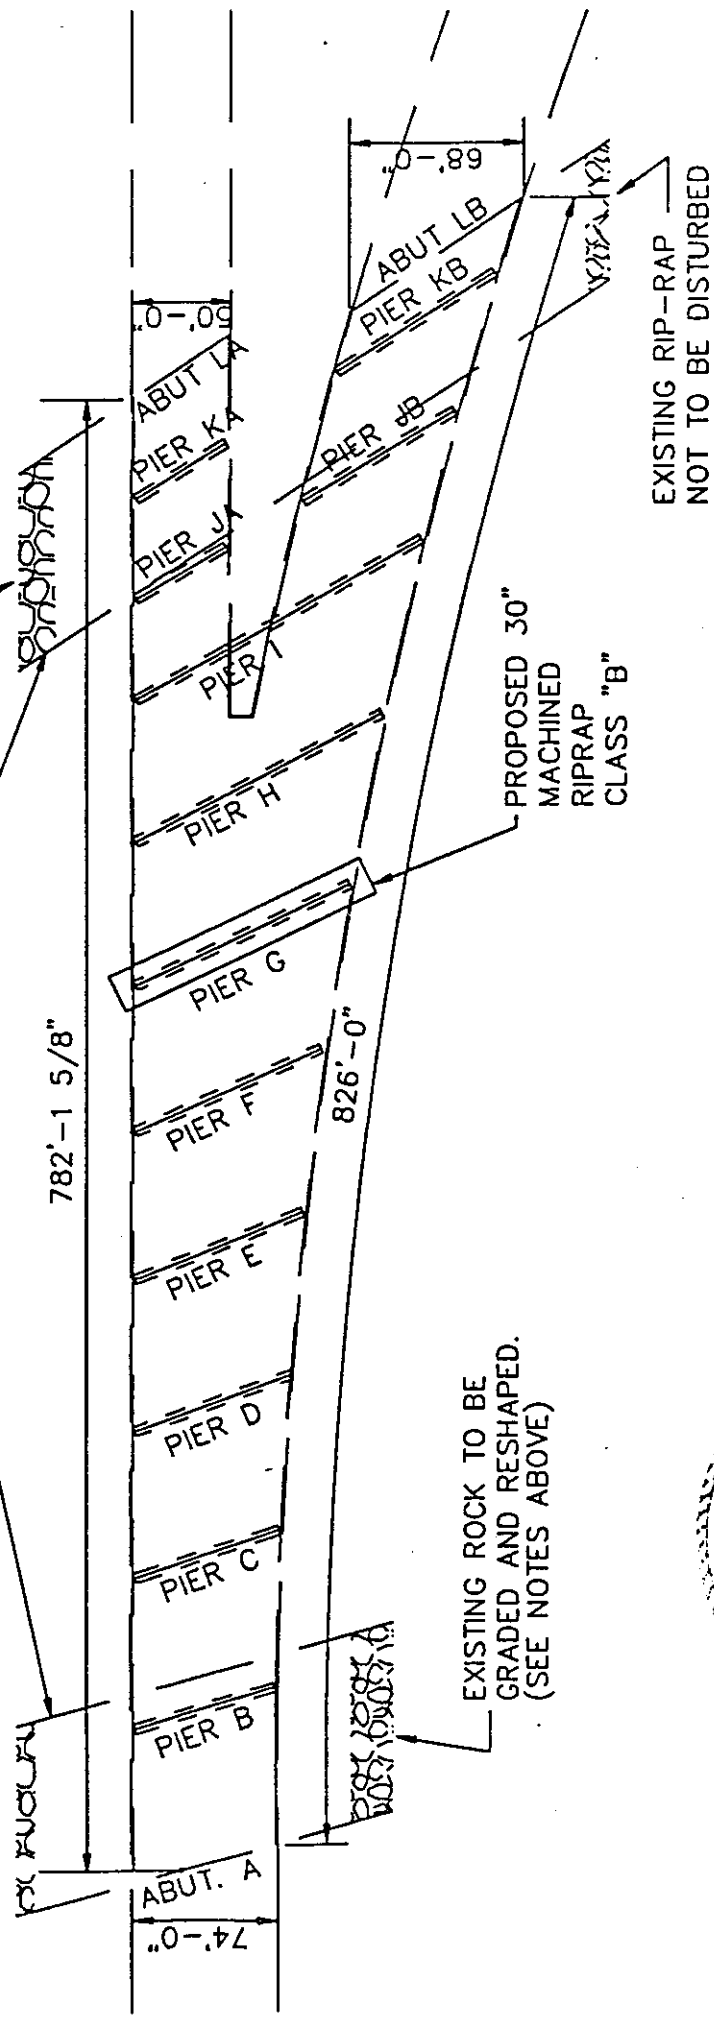 50'-0"
68'-0"
ABUT LA
ABUT LB
PIER KA
PIER KB
PIER JA
PIER JB
PIER I
PIER H
PIER G
PIER F
PIER E
PIER D
PIER C
PIER B
ABUT. A
74'-0"
782'-1 5/8"
826'-0"
EXISTING RIP-RAP
NOT TO BE DISTURBED
PROPOSED 30"
MACHINED
RIPRAP
CLASS "B"
EXISTING ROCK TO BE
GRADED AND RESHAPED.
(SEE NOTES ABOVE)